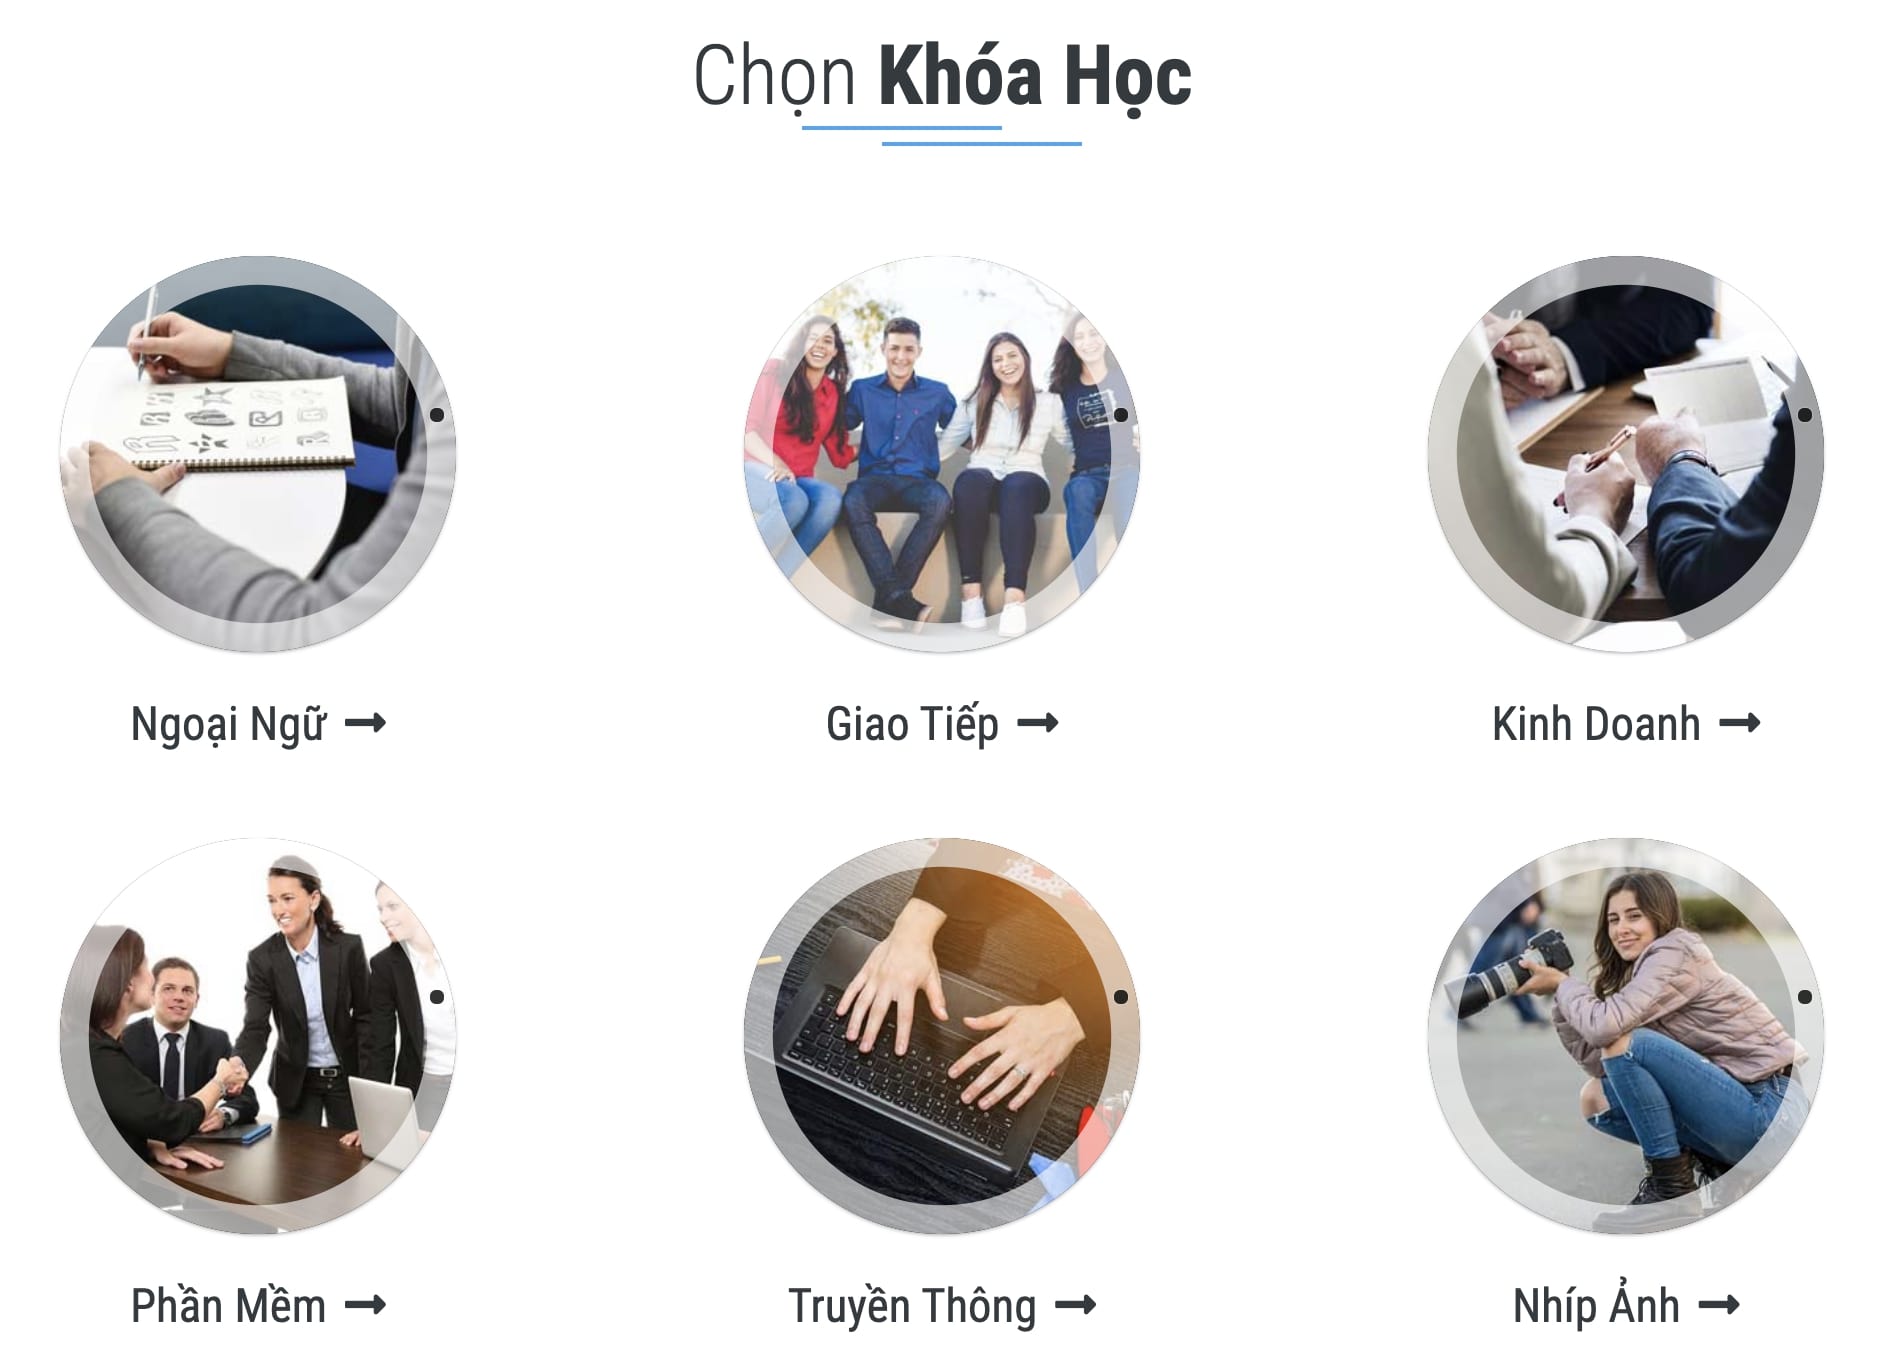 Chọn Khóa Học
Ngoại Ngữ
Giao Tiếp
Kinh Doanh
Phần Mềm
Truyền Thông
Nhíp Ảnh